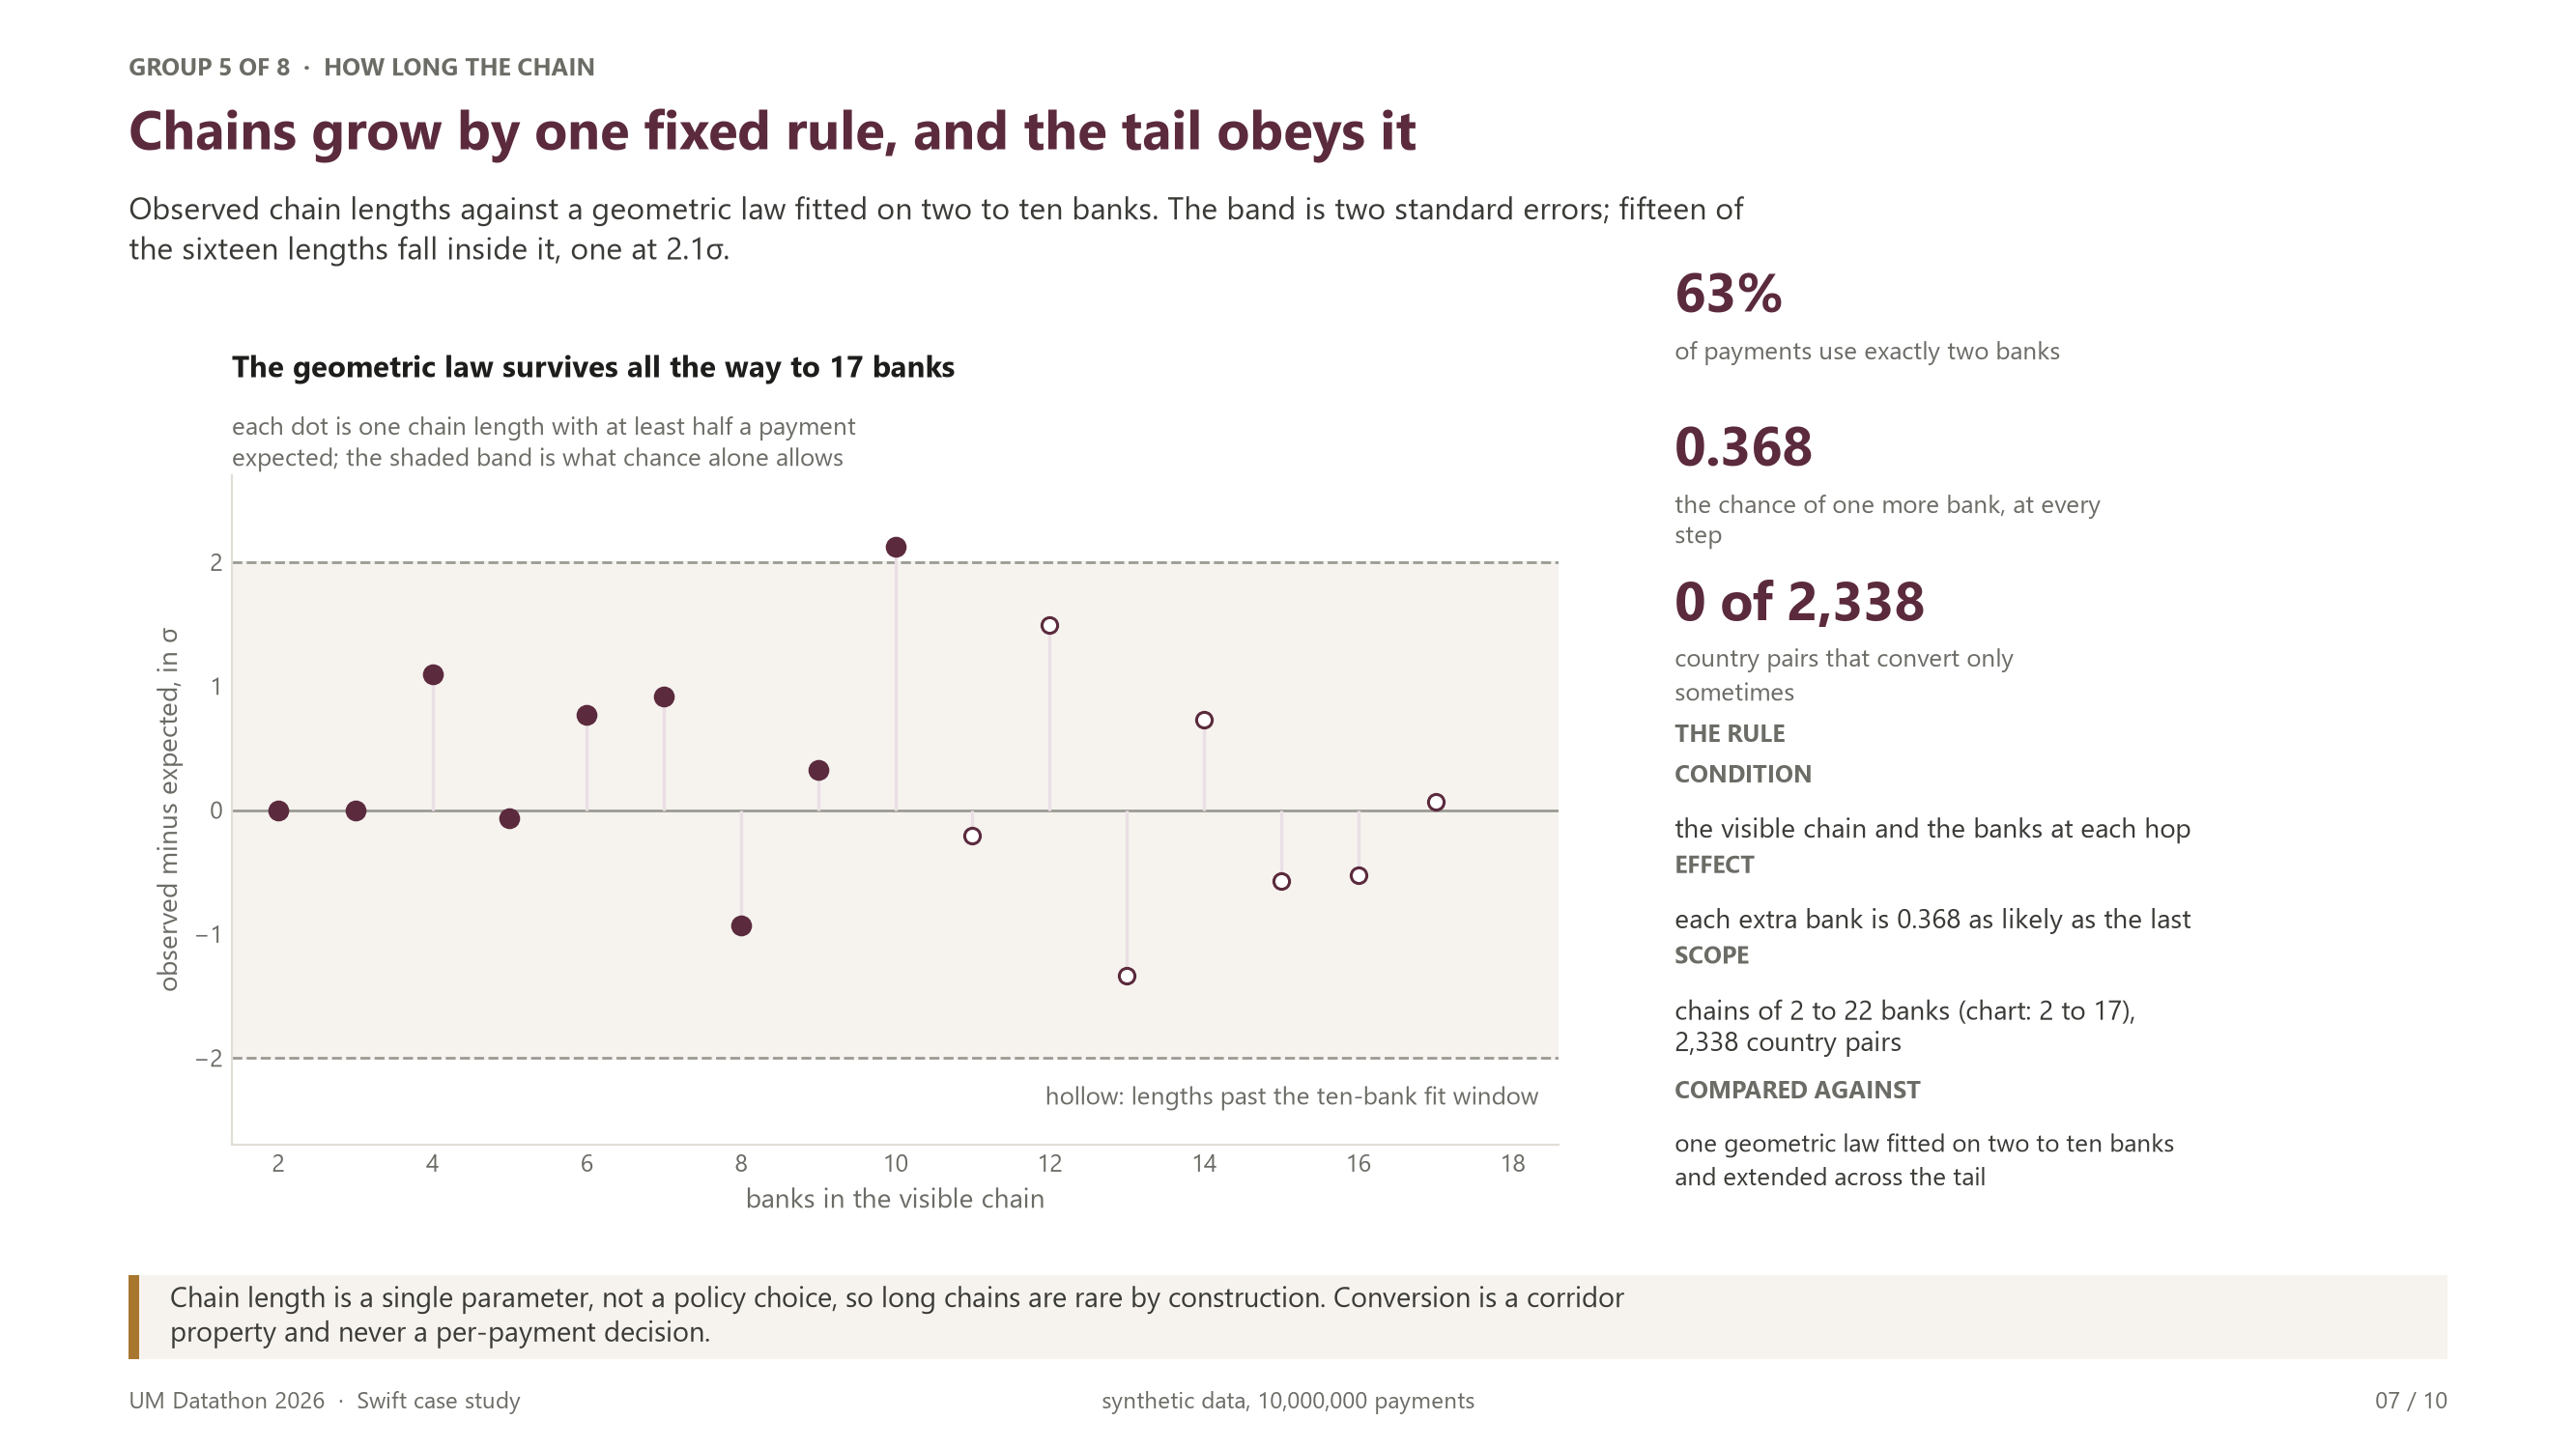 GROUP 5 OF 8 · HOW LONG THE CHAIN
Chains grow by one fixed rule, and the tail obeys it
Observed chain lengths against a geometric law fitted on two to ten banks. The band is two standard errors; fifteen of
the sixteen lengths fall inside it, one at 2.1σ.
The geometric law survives all the way to 17 banks
each dot is one chain length with at least half a payment
expected; the shaded band is what chance alone allows
observed minus expected, in σ
2
1
0
−1
−2
hollow: lengths past the ten-bank fit window
2 4 6 8 10 12 14 16 18
banks in the visible chain
63%
of payments use exactly two banks
0.368
the chance of one more bank, at every
step
0 of 2,338
country pairs that convert only
sometimes
THE RULE
CONDITION
the visible chain and the banks at each hop
EFFECT
each extra bank is 0.368 as likely as the last
SCOPE
chains of 2 to 22 banks (chart: 2 to 17),
2,338 country pairs
COMPARED AGAINST
one geometric law fitted on two to ten banks
and extended across the tail
Chain length is a single parameter, not a policy choice, so long chains are rare by construction. Conversion is a corridor
property and never a per-payment decision.
UM Datathon 2026 · Swift case study
synthetic data, 10,000,000 payments
07 / 10